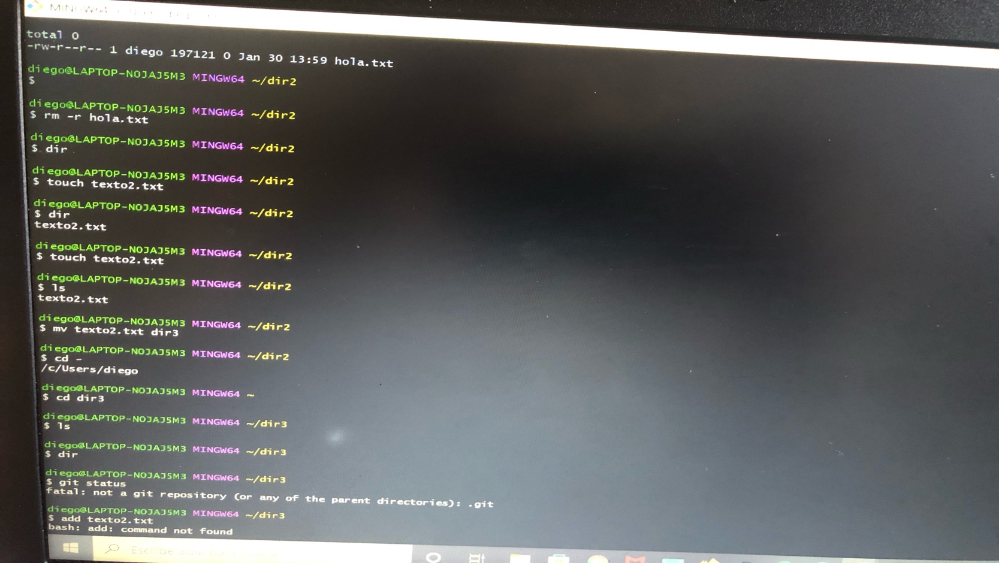 MINGW64
total 0
-rw-r--r-- 1 diego 197121 0 Jan 30 13:59 hola.txt
diego@LAPTOP-NOJAJ5M3 MINGW64 ~/dir2
$
diego@LAPTOP-NOJAJ5M3 MINGW64 ~/dir2
$ rm -r hola.txt
diego@LAPTOP-NOJAJ5M3 MINGW64 ~/dir2
$ dir
diego@LAPTOP-NOJAJ5M3 MINGW64 ~/dir2
$ touch texto2.txt
diego@LAPTOP-NOJAJ5M3 MINGW64 ~/dir2
$ dir
texto2.txt
diego@LAPTOP-NOJAJ5M3 MINGW64 ~/dir2
$ touch texto2.txt
diego@LAPTOP-NOJAJ5M3 MINGW64 ~/dir2
$ ls
texto2.txt
diego@LAPTOP-NOJAJ5M3 MINGW64 ~/dir2
$ mv texto2.txt dir3
diego@LAPTOP-NOJAJ5M3 MINGW64 ~/dir2
$ cd -
/c/Users/diego
diego@LAPTOP-NOJAJ5M3 MINGW64 ~
$ cd dir3
diego@LAPTOP-NOJAJ5M3 MINGW64 ~/dir3
$ ls
diego@LAPTOP-NOJAJ5M3 MINGW64 ~/dir3
$ dir
diego@LAPTOP-NOJAJ5M3 MINGW64 ~/dir3
$ git status
fatal: not a git repository (or any of the parent directories): .git
diego@LAPTOP-NOJAJ5M3 MINGW64 ~/dir3
$ add texto2.txt
bash: add: command not found
Escribe